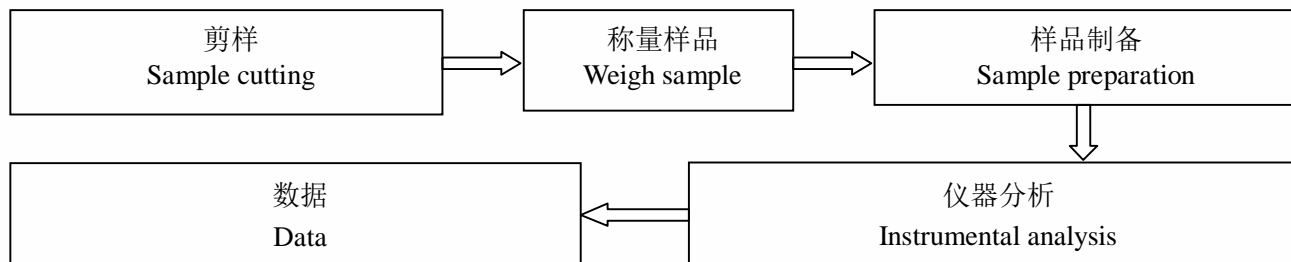 剪样
Sample cutting
称量样品
Weigh sample
样品制备
Sample preparation
仪器分析
Instrumental analysis
数据
Data